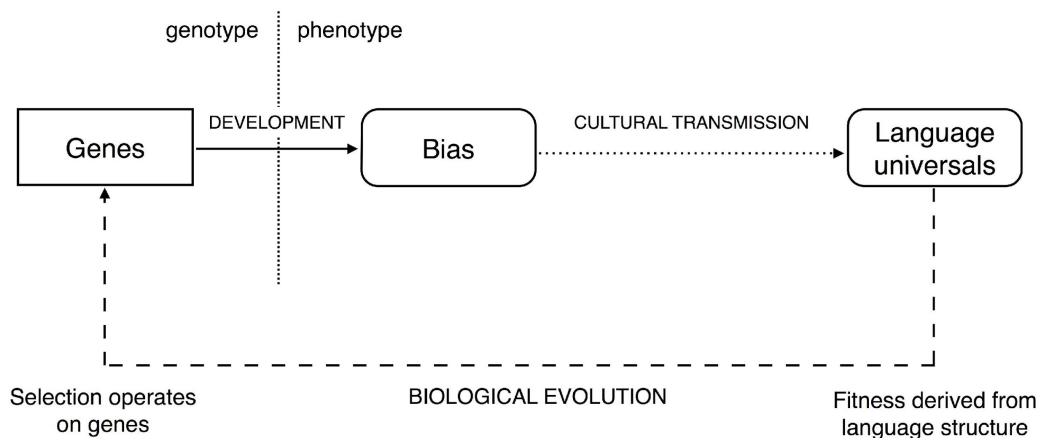 genotype
phenotype
DEVELOPMENT
CULTURAL TRANSMISSION
Genes
Bias
Language
universals
Selection operates
on genes
BIOLOGICAL EVOLUTION
Fitness derived from
language structure